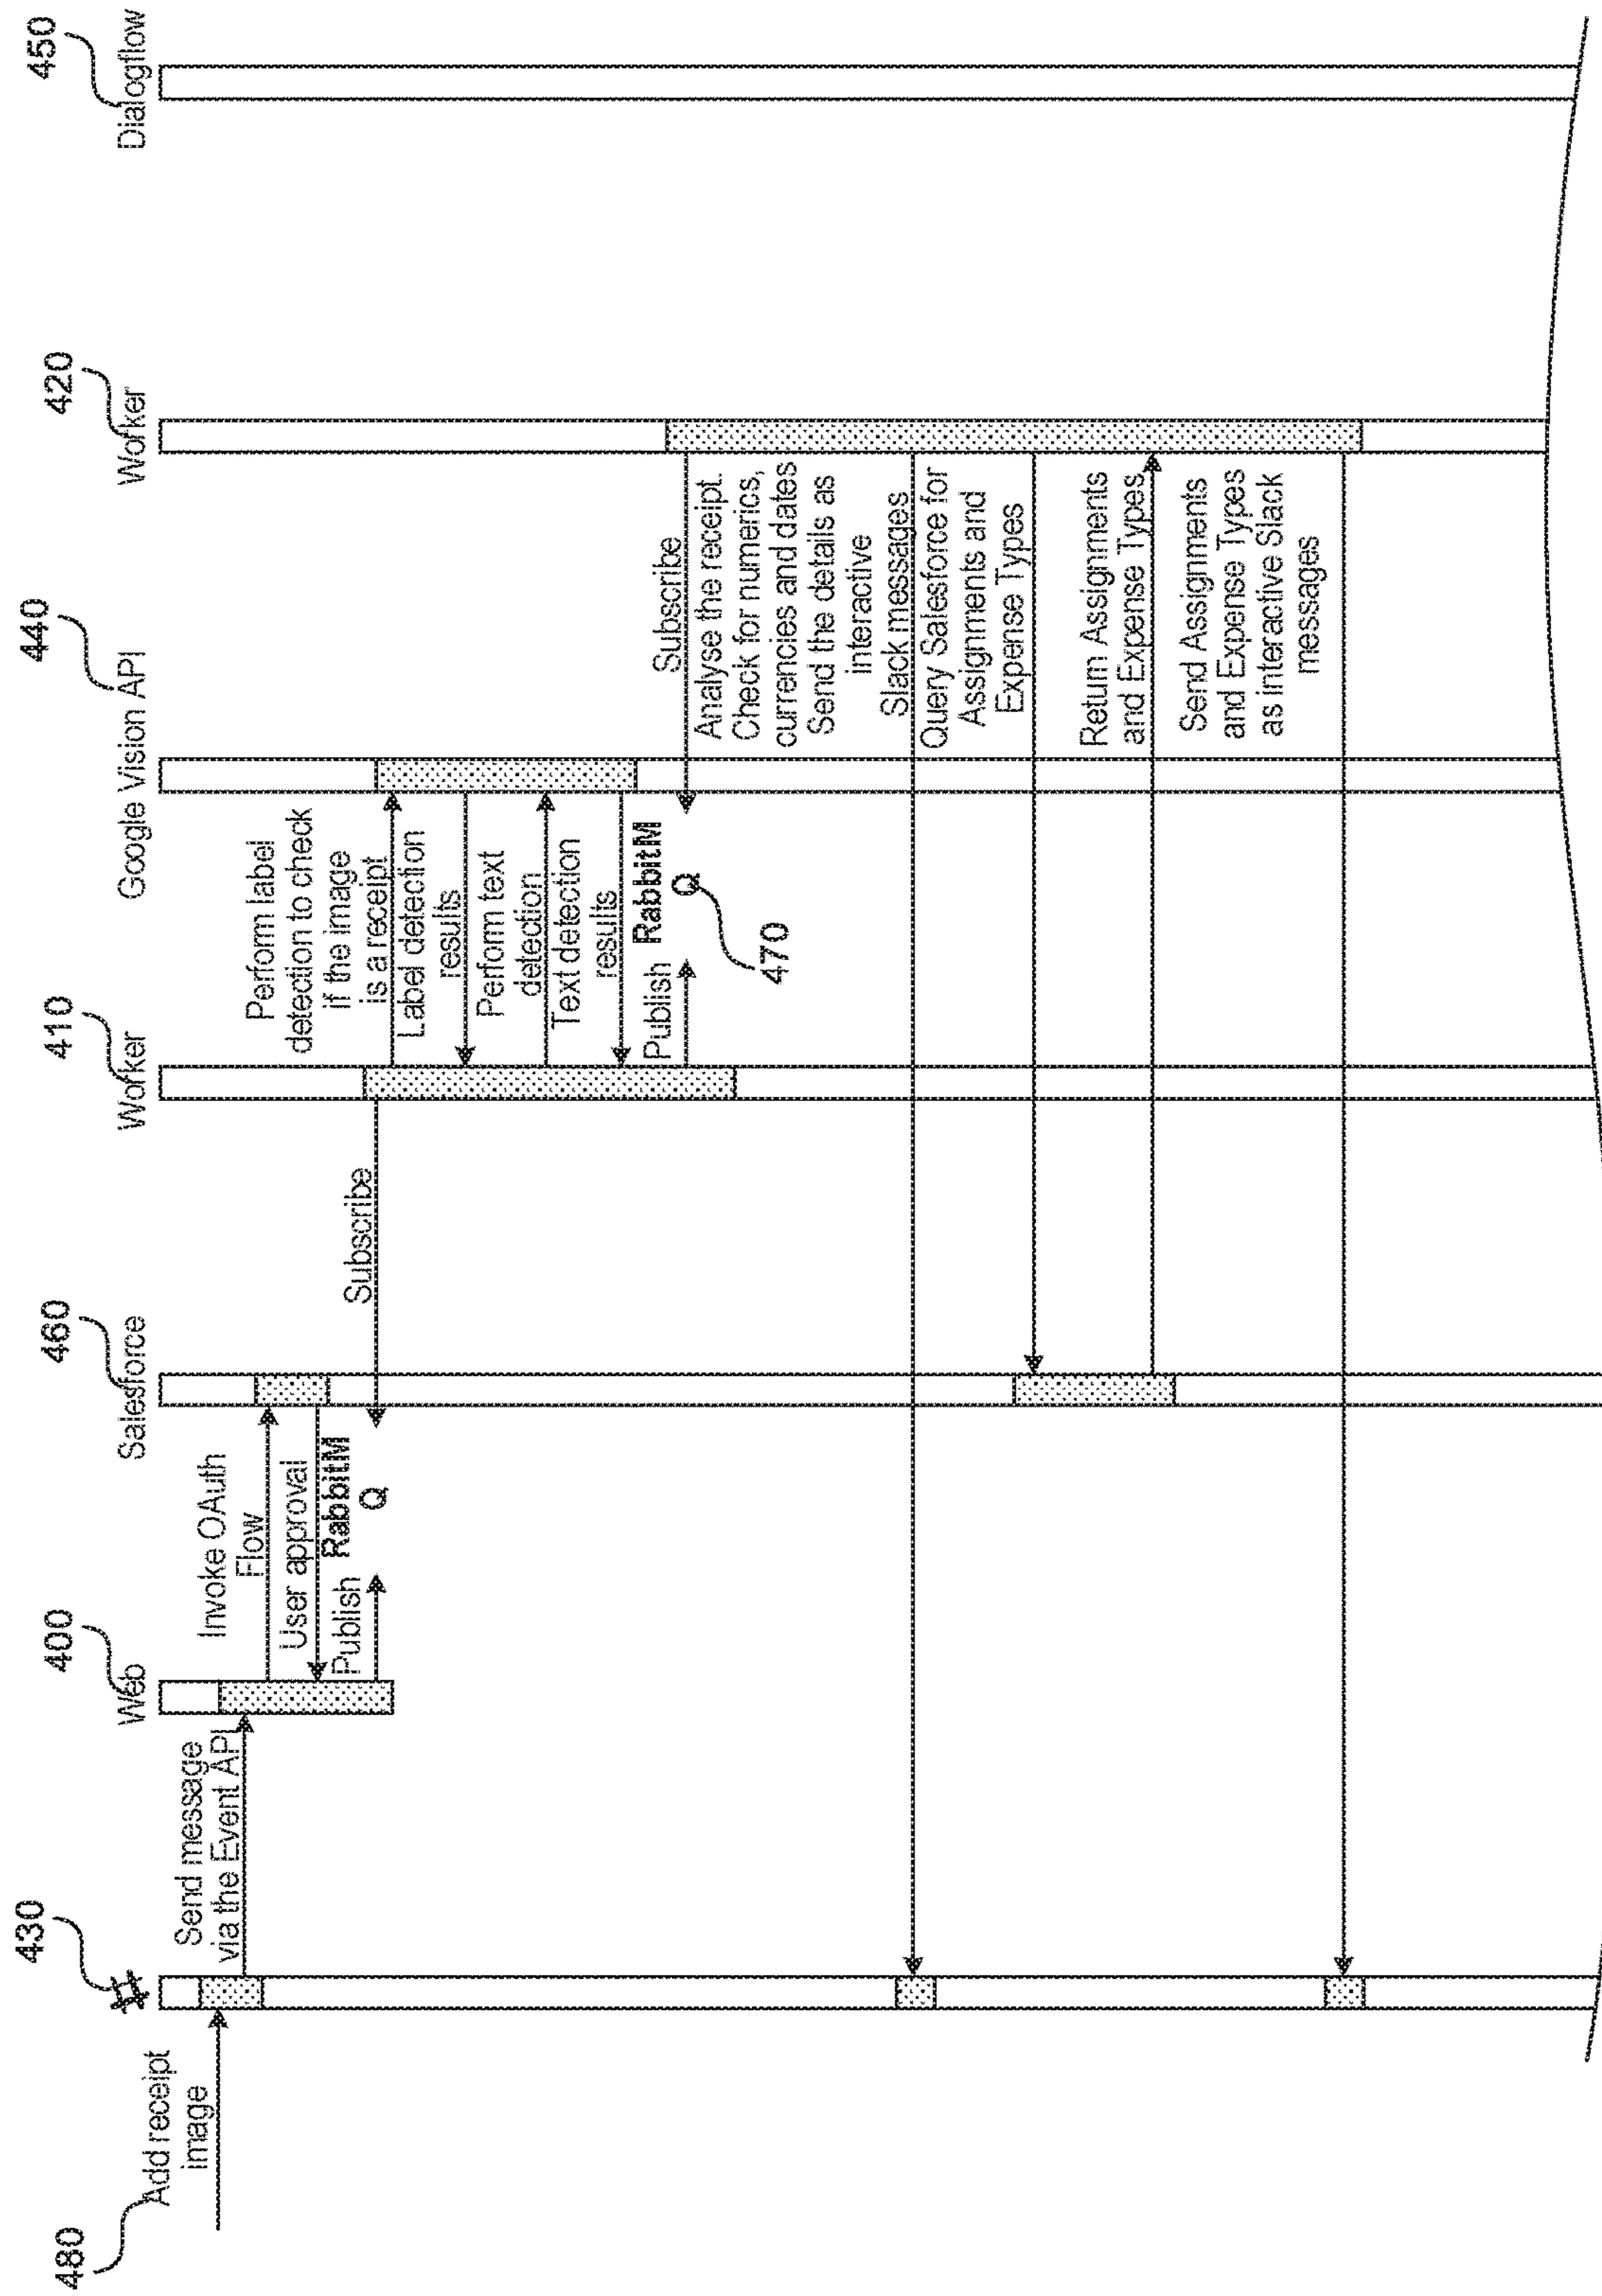 480
Add receipt
image
430
#
Send message
via the Event API
400
Web
Invoke OAuth
Flow
User approval
Publish
RabbitM
Q
460
Salesforce
Subscribe
410
Worker
Perform label
detection to check
if the image
is a receipt
Label detection
results
Perform text
detection
Text detection
results
Publish
RabbitM
Q
470
440
Google Vision API
Subscribe
Analyse the receipt.
Check for numerics,
currencies and dates
Send the details as
interactive
Slack messages
Query Salesforce for
Assignments and
Expense Types
Return Assignments
and Expense Types
Send Assignments
and Expense Types
as interactive Slack
messages
420
Worker
450
Dialogflow